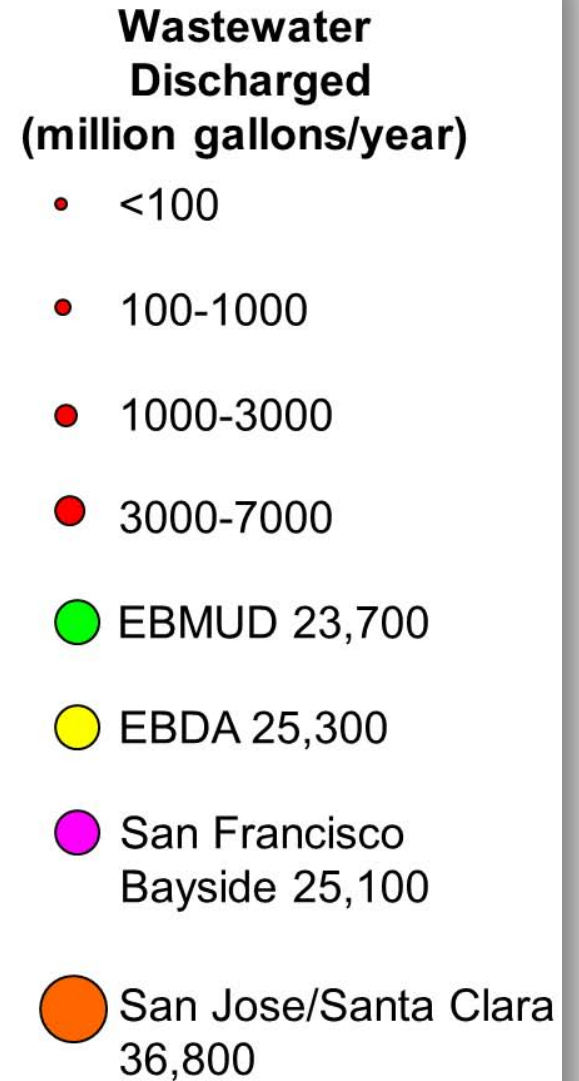 Wastewater
Discharged
(million gallons/year)
<100
100-1000
1000-3000
3000-7000
EBMUD 23,700
EBDA 25,300
San Francisco
Bayside 25,100
San Jose/Santa Clara
36,800